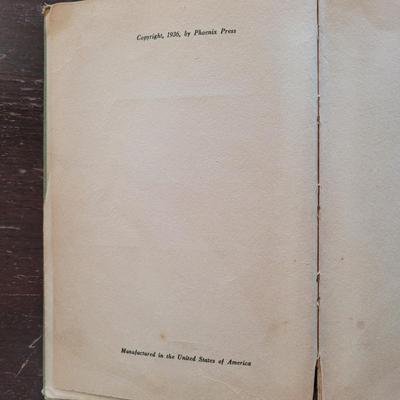 Copyright, 1936, by Phoenix Press
Manufactured in the United States of America